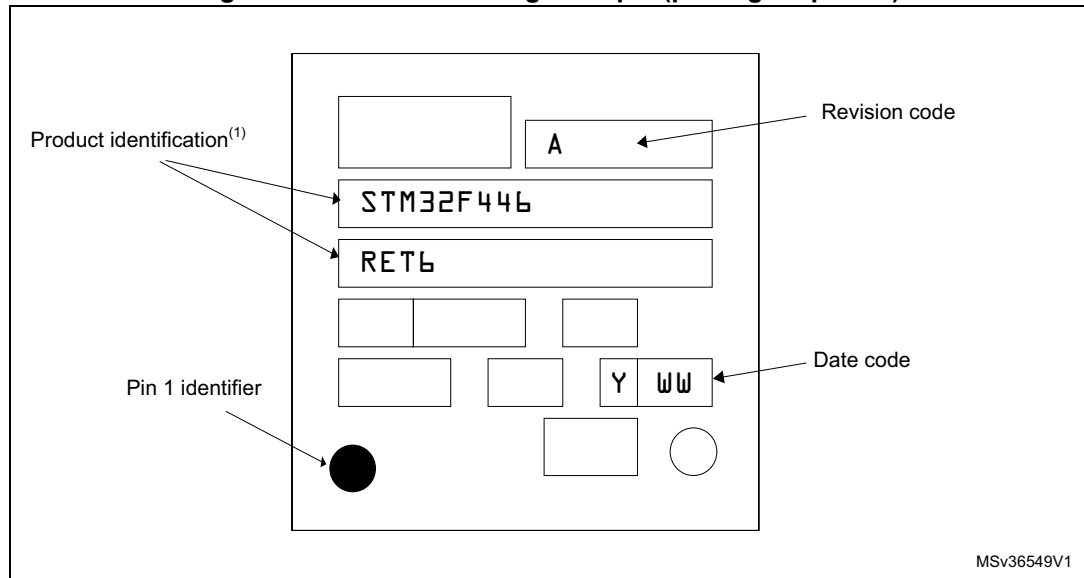 Revision code
A
Product identification(1)
STM32F446
RET6
Date code
Y WW
Pin 1 identifier
MSv36549V1